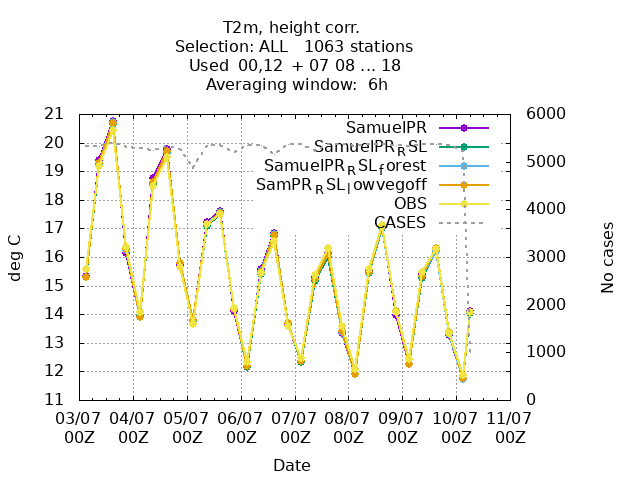 T2m, height corr.
Selection: ALL   1063 stations
Used  00,12  + 07 08 ... 18
Averaging window:  6h
21
20
19
18
17
16
15
14
13
12
11
6000
5000
4000
3000
2000
1000
0
SamuelPR
SamuelPR_RSL
SamuelPR_RSL_forest
SamPR_RSL_lowvegoff
OBS
CASES
deg C
No cases
03/07 04/07 05/07 06/07 07/07 08/07 09/07 10/07 11/07
00Z 00Z 00Z 00Z 00Z 00Z 00Z 00Z 00Z
Date